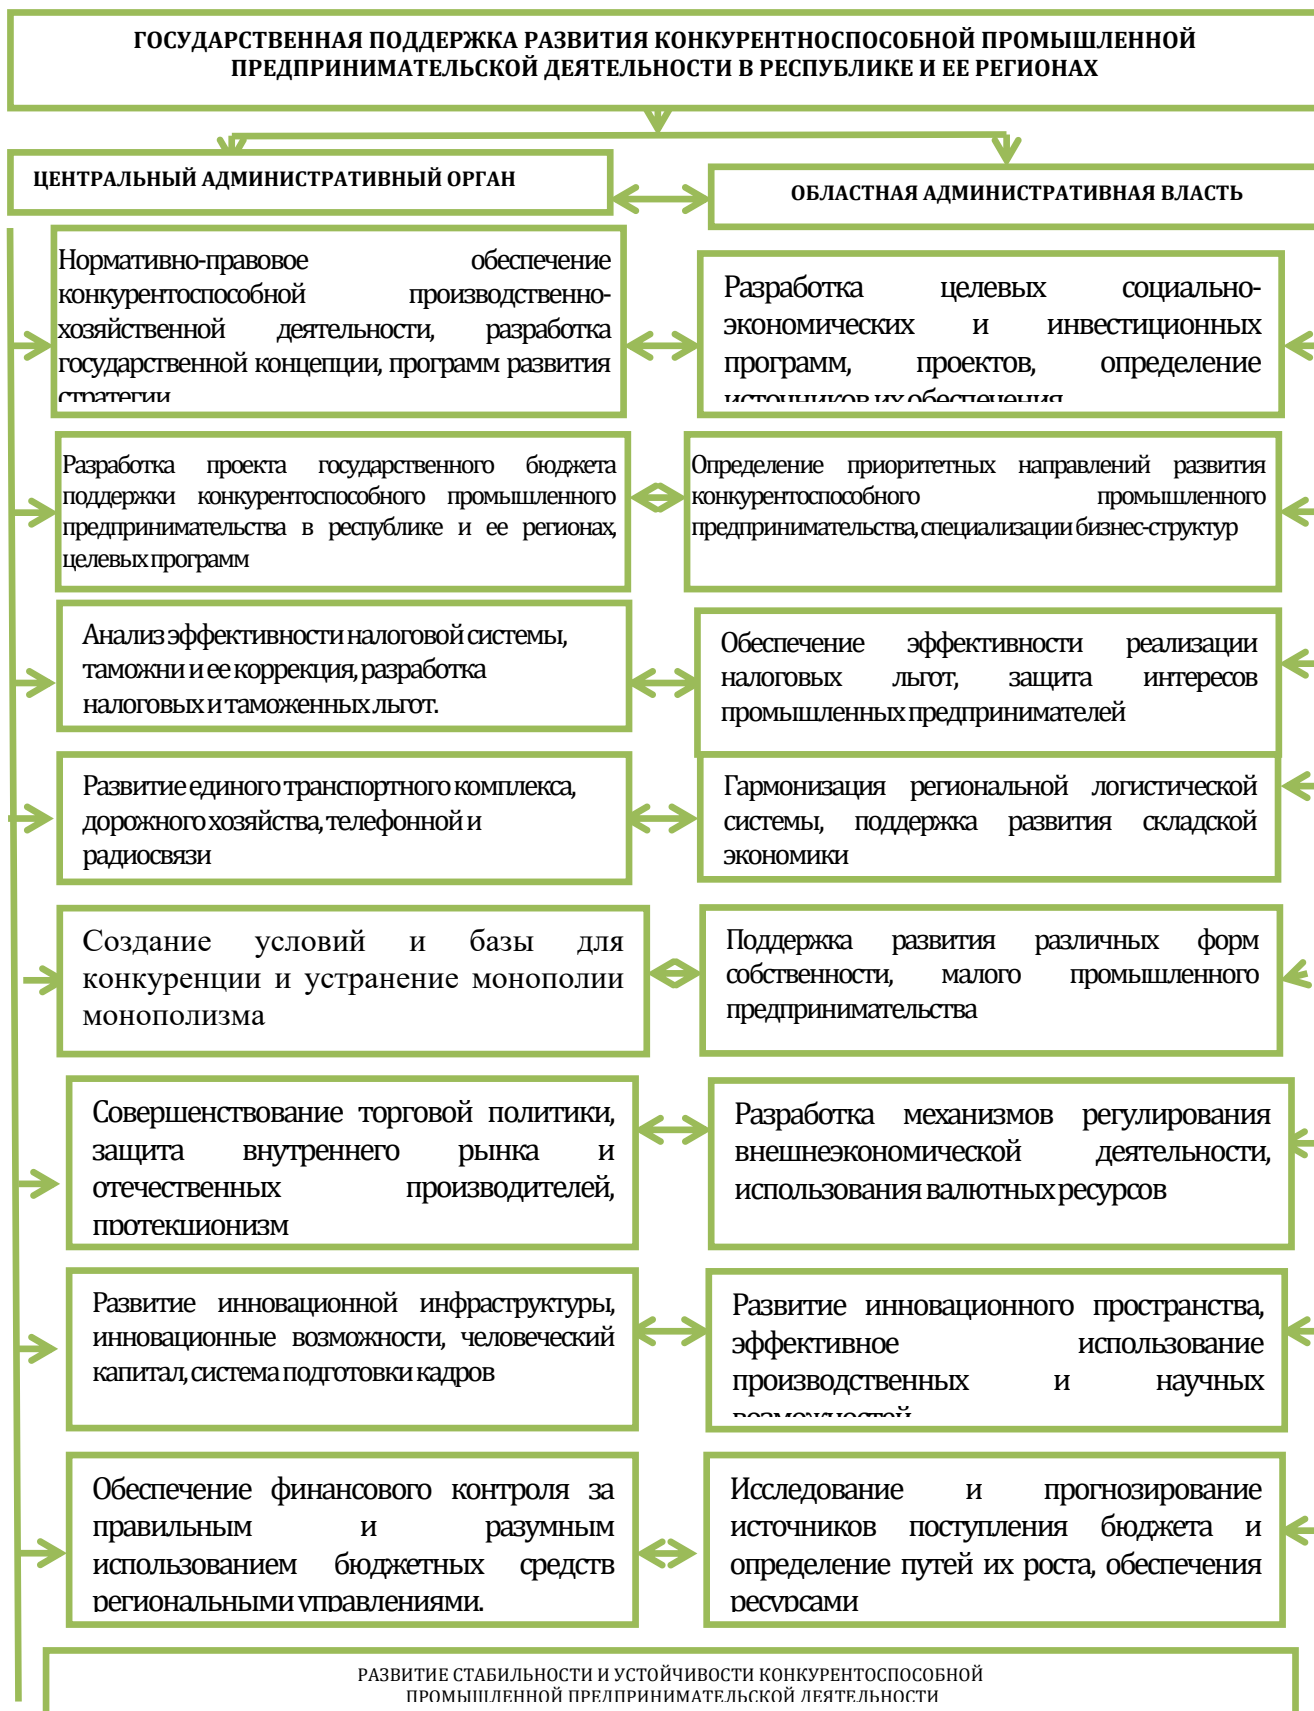 ГОСУДАРСТВЕННАЯ ПОДДЕРЖКА РАЗВИТИЯ КОНКУРЕНТНОСПОСОБНОЙ ПРОМЫШЛЕННОЙ
ПРЕДПРИНИМАТЕЛЬСКОЙ ДЕЯТЕЛЬНОСТИ В РЕСПУБЛИКЕ И ЕЕ РЕГИОНАХ
ЦЕНТРАЛЬНЫЙ АДМИНИСТРАТИВНЫЙ ОРГАН
ОБЛАСТНАЯ АДМИНИСТРАТИВНАЯ ВЛАСТЬ
Нормативно-правовое обеспечение
конкурентоспособной производственно-
хозяйственной деятельности, разработка
государственной концепции, программ развития
стратегии
Разработка целевых социально-
экономических и инвестиционных
программ, проектов, определение
источников их обеспечения
Разработка проекта государственного бюджета
поддержки конкурентоспособного промышленного
предпринимательства в республике и ее регионах,
целевых программ
Определение приоритетных направлений развития
конкурентоспособного промышленного
предпринимательства, специализации бизнес-структур
Анализ эффективности налоговой системы,
таможни и ее коррекция, разработка
налоговых и таможенных льгот.
Обеспечение эффективности реализации
налоговых льгот, защита интересов
промышленных предпринимателей
Развитие единого транспортного комплекса,
дорожного хозяйства, телефонной и
радиосвязи
Гармонизация региональной логистической
системы, поддержка развития складской
экономики
Создание условий и базы для
конкуренции и устранение монополии
монополизма
Поддержка развития различных форм
собственности, малого промышленного
предпринимательства
Совершенствование торговой политики,
защита внутреннего рынка и
отечественных производителей,
протекционизм
Разработка механизмов регулирования
внешнеэкономической деятельности,
использования валютных ресурсов
Развитие инновационной инфраструктуры,
инновационные возможности, человеческий
капитал, система подготовки кадров
Развитие инновационного пространства,
эффективное использование
производственных и научных
возможностей
Обеспечение финансового контроля за
правильным и разумным
использованием бюджетных средств
региональными управлениями.
Исследование и прогнозирование
источников поступления бюджета и
определение путей их роста, обеспечения
ресурсами
РАЗВИТИЕ СТАБИЛЬНОСТИ И УСТОЙЧИВОСТИ КОНКУРЕНТОСПОСОБНОЙ
ПРОМЫШЛЕННОЙ ПРЕДПРИНИМАТЕЛЬСКОЙ ДЕЯТЕЛЬНОСТИ